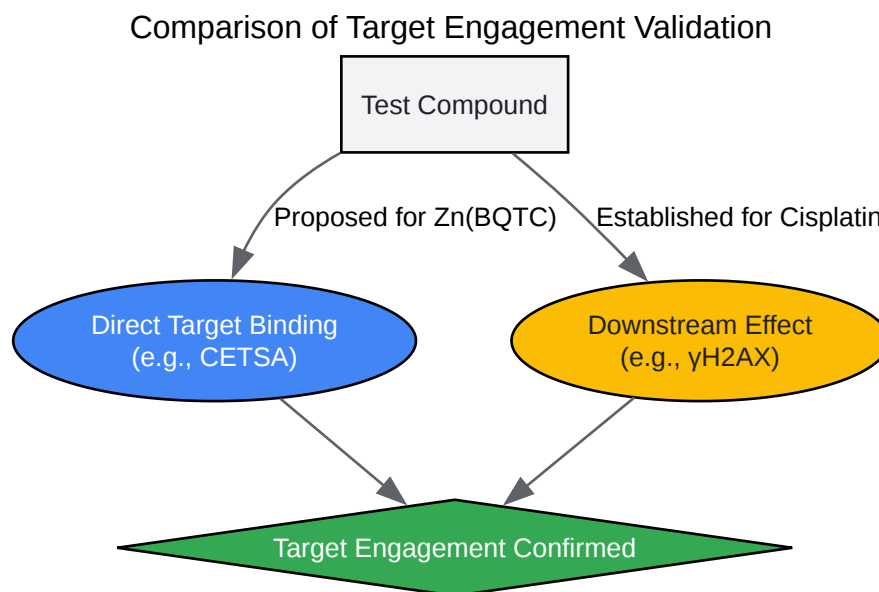 Comparison of Target Engagement Validation
Test Compound
Proposed for Zn(BQTC)
Established for Cisplatin
Direct Target Binding
(e.g., CETSA)
Downstream Effect
(e.g., γH2AX)
Target Engagement Confirmed